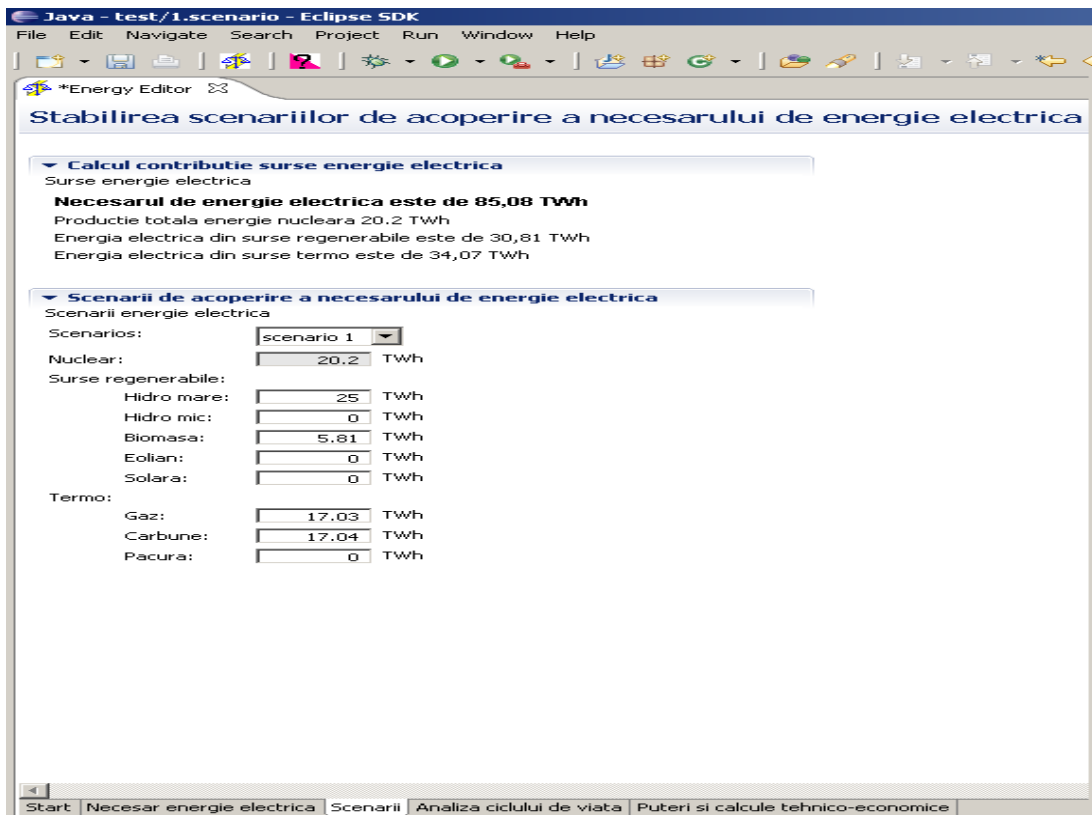 Java - test/1.scenario - Eclipse SDK
File Edit Navigate Search Project Run Window Help
*Energy Editor
Stabilirea scenariilor de acoperire a necesarului de energie electrica
Calcul contributie surse energie electrica
Surse energie electrica
Necesarul de energie electrica este de 85,08 TWh
Productie totala energie nucleara 20.2 TWh
Energia electrica din surse regenerabile este de 30,81 TWh
Energia electrica din surse termo este de 34,07 TWh
Scenarii de acoperire a necesarului de energie electrica
Scenarii energie electrica
Scenarios: scenario 1
Nuclear: 20.2 TWh
Surse regenerabile:
Hidro mare: 25 TWh
Hidro mic: 0 TWh
Biomasa: 5.81 TWh
Eolian: 0 TWh
Solara: 0 TWh
Termo:
Gaz: 17.03 TWh
Carbune: 17.04 TWh
Pacura: 0 TWh
Start Necesar energie electrica Scenarii Analiza ciclului de viata Puteri si calcule tehnico-economice